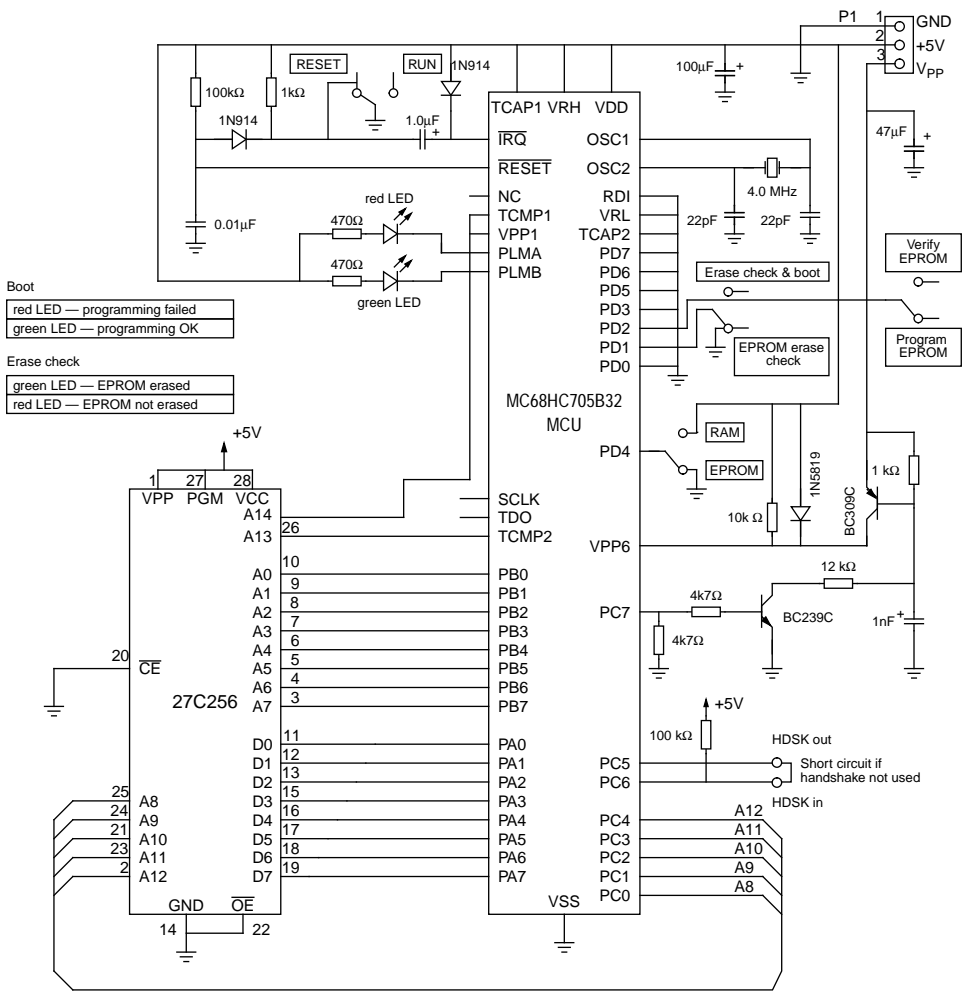 P1 1 GND
2 +5V
3 VPP
RESET RUN 1N914
100µF +
100kΩ 1kΩ
1N914 1.0µF +
47µF +
TCAP1 VRH VDD
IRQ OSC1
RESET OSC2
4.0 MHz
NC RDI
TCMP1 VRL
VPP1 TCAP2
PLMA PD7
PLMB PD6
PD5
PD3
PD2
PD1
PD0
22pF 22pF
0.01µF
red LED
470Ω
470Ω
green LED
Erase check & boot
EPROM erase
check
Verify
EPROM
Program
EPROM
Boot
red LED — programming failed
green LED — programming OK
Erase check
green LED — EPROM erased
red LED — EPROM not erased
MC68HC705B32
MCU
RAM
PD4
EPROM
1N5819
10k Ω
1 kΩ
BC309C
+5V
1 27 28
VPP PGM VCC
A14
A13 26
SCLK
TDO
TCMP2
VPP6
A0 10 PB0
A1 9 PB1
A2 8 PB2
A3 7 PB3
A4 6 PB4
A5 5 PB5
A6 4 PB6
A7 3 PB7
12 kΩ
PC7 4k7Ω
4k7Ω
BC239C
1nF +
20 CE
27C256
+5V
100 kΩ
HDSK out
Short circuit if
handshake not used
HDSK in
D0 11 PA0
D1 12 PA1
D2 13 PA2
D3 15 PA3
D4 16 PA4
D5 17 PA5
D6 18 PA6
D7 19 PA7
PC5
PC6
25 A8
24 A9
21 A10
23 A11
2 A12
PC4 A12
PC3 A11
PC2 A10
PC1 A9
PC0 A8
GND OE
14 22
VSS